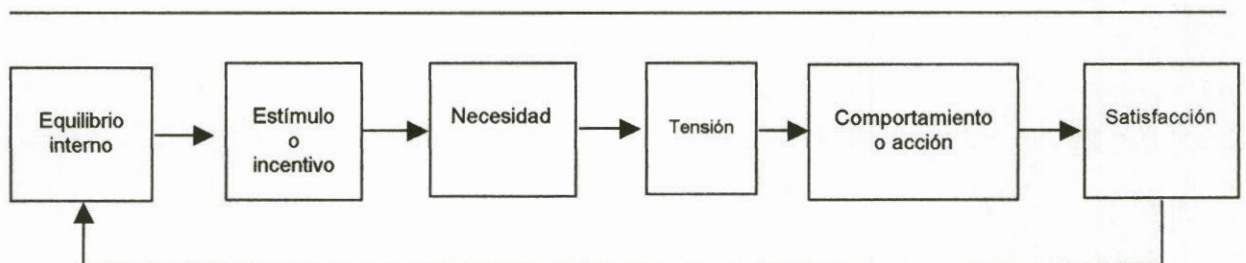 Equilibrio
interno
Estímulo
o
incentivo
Necesidad
Tensión
Comportamiento
o acción
Satisfacción